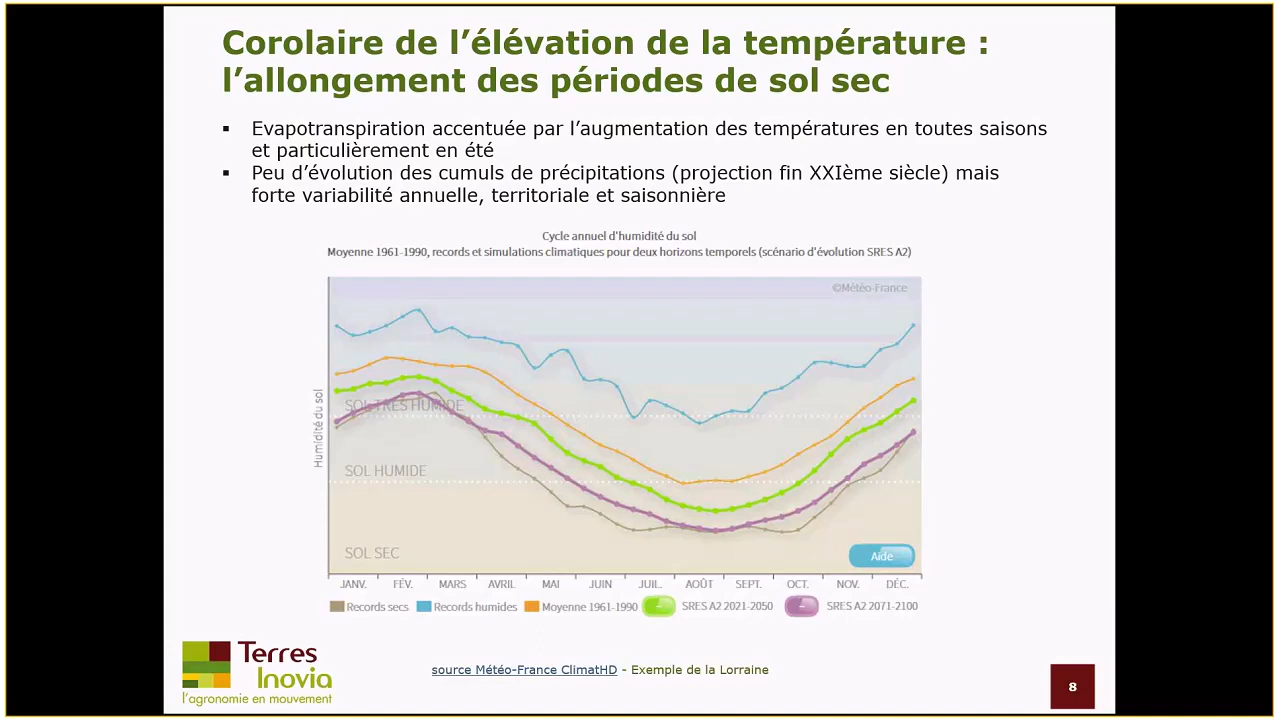 Corolaire de l’élévation de la température :
l’allongement des périodes de sol sec
▪ Evapotranspiration accentuée par l’augmentation des températures en toutes saisons
et particulièrement en été
▪ Peu d’évolution des cumuls de précipitations (projection fin XXIème siècle) mais
forte variabilité annuelle, territoriale et saisonnière
Cycle annuel d'humidité du sol
Moyenne 1961-1990, records et simulations climatiques pour deux horizons temporels (scénario d'évolution SRES A2)
©Météo-France
Humidité du sol
SOL TRÈS HUMIDE
SOL HUMIDE
SOL SEC
Aide
JANV. FÉV. MARS AVRIL MAI JUIN JUIL. AOÛT SEPT. OCT. NOV. DÉC.
Records secs Records humides Moyenne 1961-1990 SRES A2 2021-2050 SRES A2 2071-2100
Terres
Inovia
l’agronomie en mouvement
source Météo-France ClimatHD - Exemple de la Lorraine
8